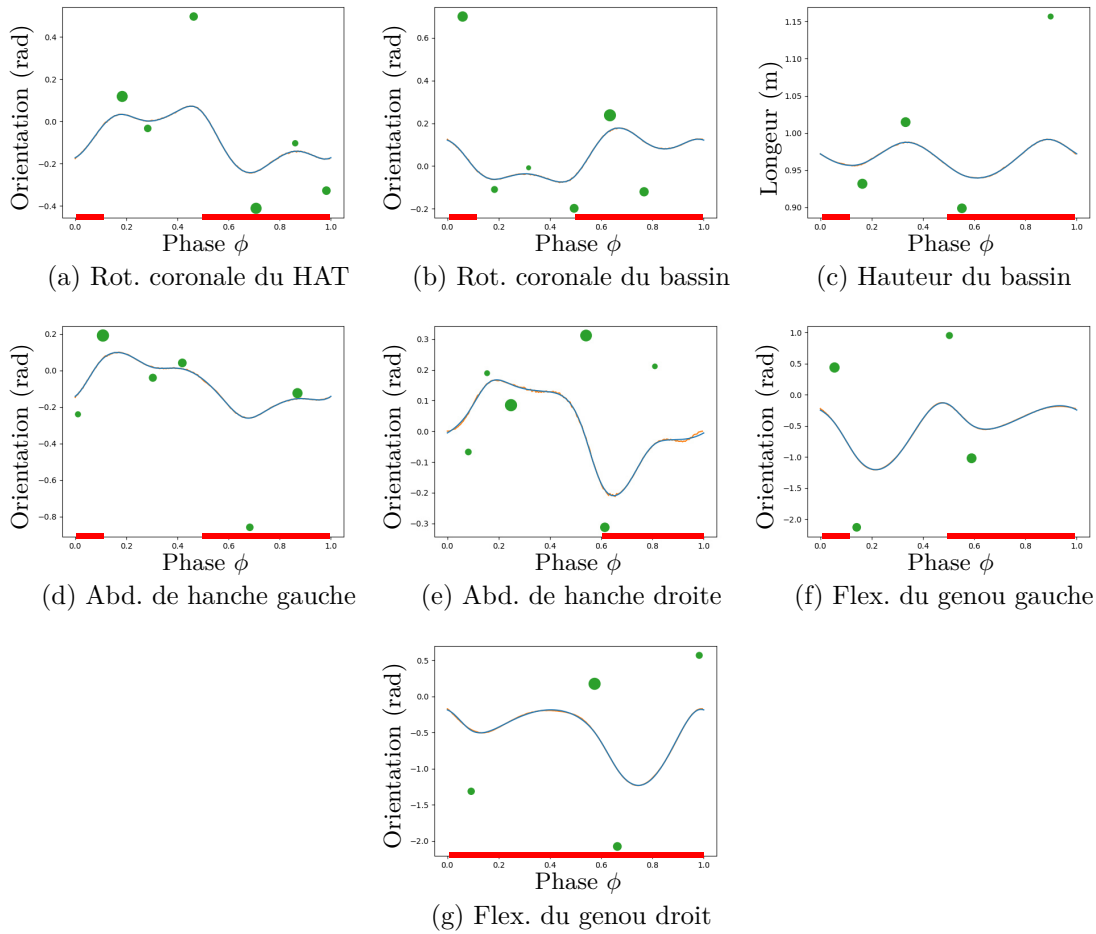 Orientation (rad)
0.4
0.2
0.0
−0.2
−0.4
0.0 0.2 0.4 0.6 0.8 1.0
Phase ϕ
(a) Rot. coronale du HAT
Orientation (rad)
0.6
0.4
0.2
0.0
−0.2
0.0 0.2 0.4 0.6 0.8 1.0
Phase ϕ
(b) Rot. coronale du bassin
Longeur (m)
1.15
1.10
1.05
1.00
0.95
0.90
0.0 0.2 0.4 0.6 0.8 1.0
Phase ϕ
(c) Hauteur du bassin
Orientation (rad)
0.2
0.0
−0.2
−0.4
−0.6
−0.8
0.0 0.2 0.4 0.6 0.8 1.0
Phase ϕ
(d) Abd. de hanche gauche
Orientation (rad)
0.3
0.2
0.1
0.0
−0.1
−0.2
−0.3
0.0 0.2 0.4 0.6 0.8 1.0
Phase ϕ
(e) Abd. de hanche droite
Orientation (rad)
1.0
0.5
0.0
−0.5
−1.0
−1.5
−2.0
0.0 0.2 0.4 0.6 0.8 1.0
Phase ϕ
(f) Flex. du genou gauche
Orientation (rad)
0.5
0.0
−0.5
−1.0
−1.5
−2.0
0.0 0.2 0.4 0.6 0.8 1.0
Phase ϕ
(g) Flex. du genou droit